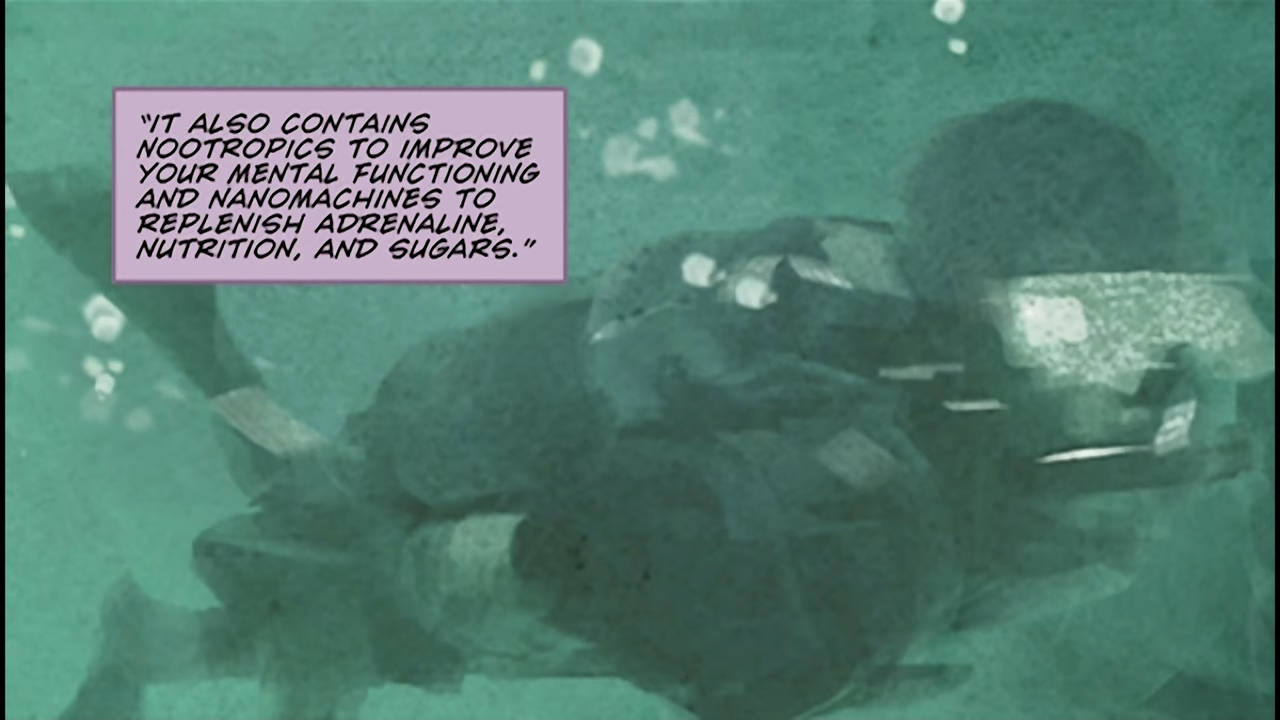 “IT ALSO CONTAINS
NOOTROPICS TO IMPROVE
YOUR MENTAL FUNCTIONING
AND NANOMACHINES TO
REPLENISH ADRENALINE,
NUTRITION, AND SUGARS.”